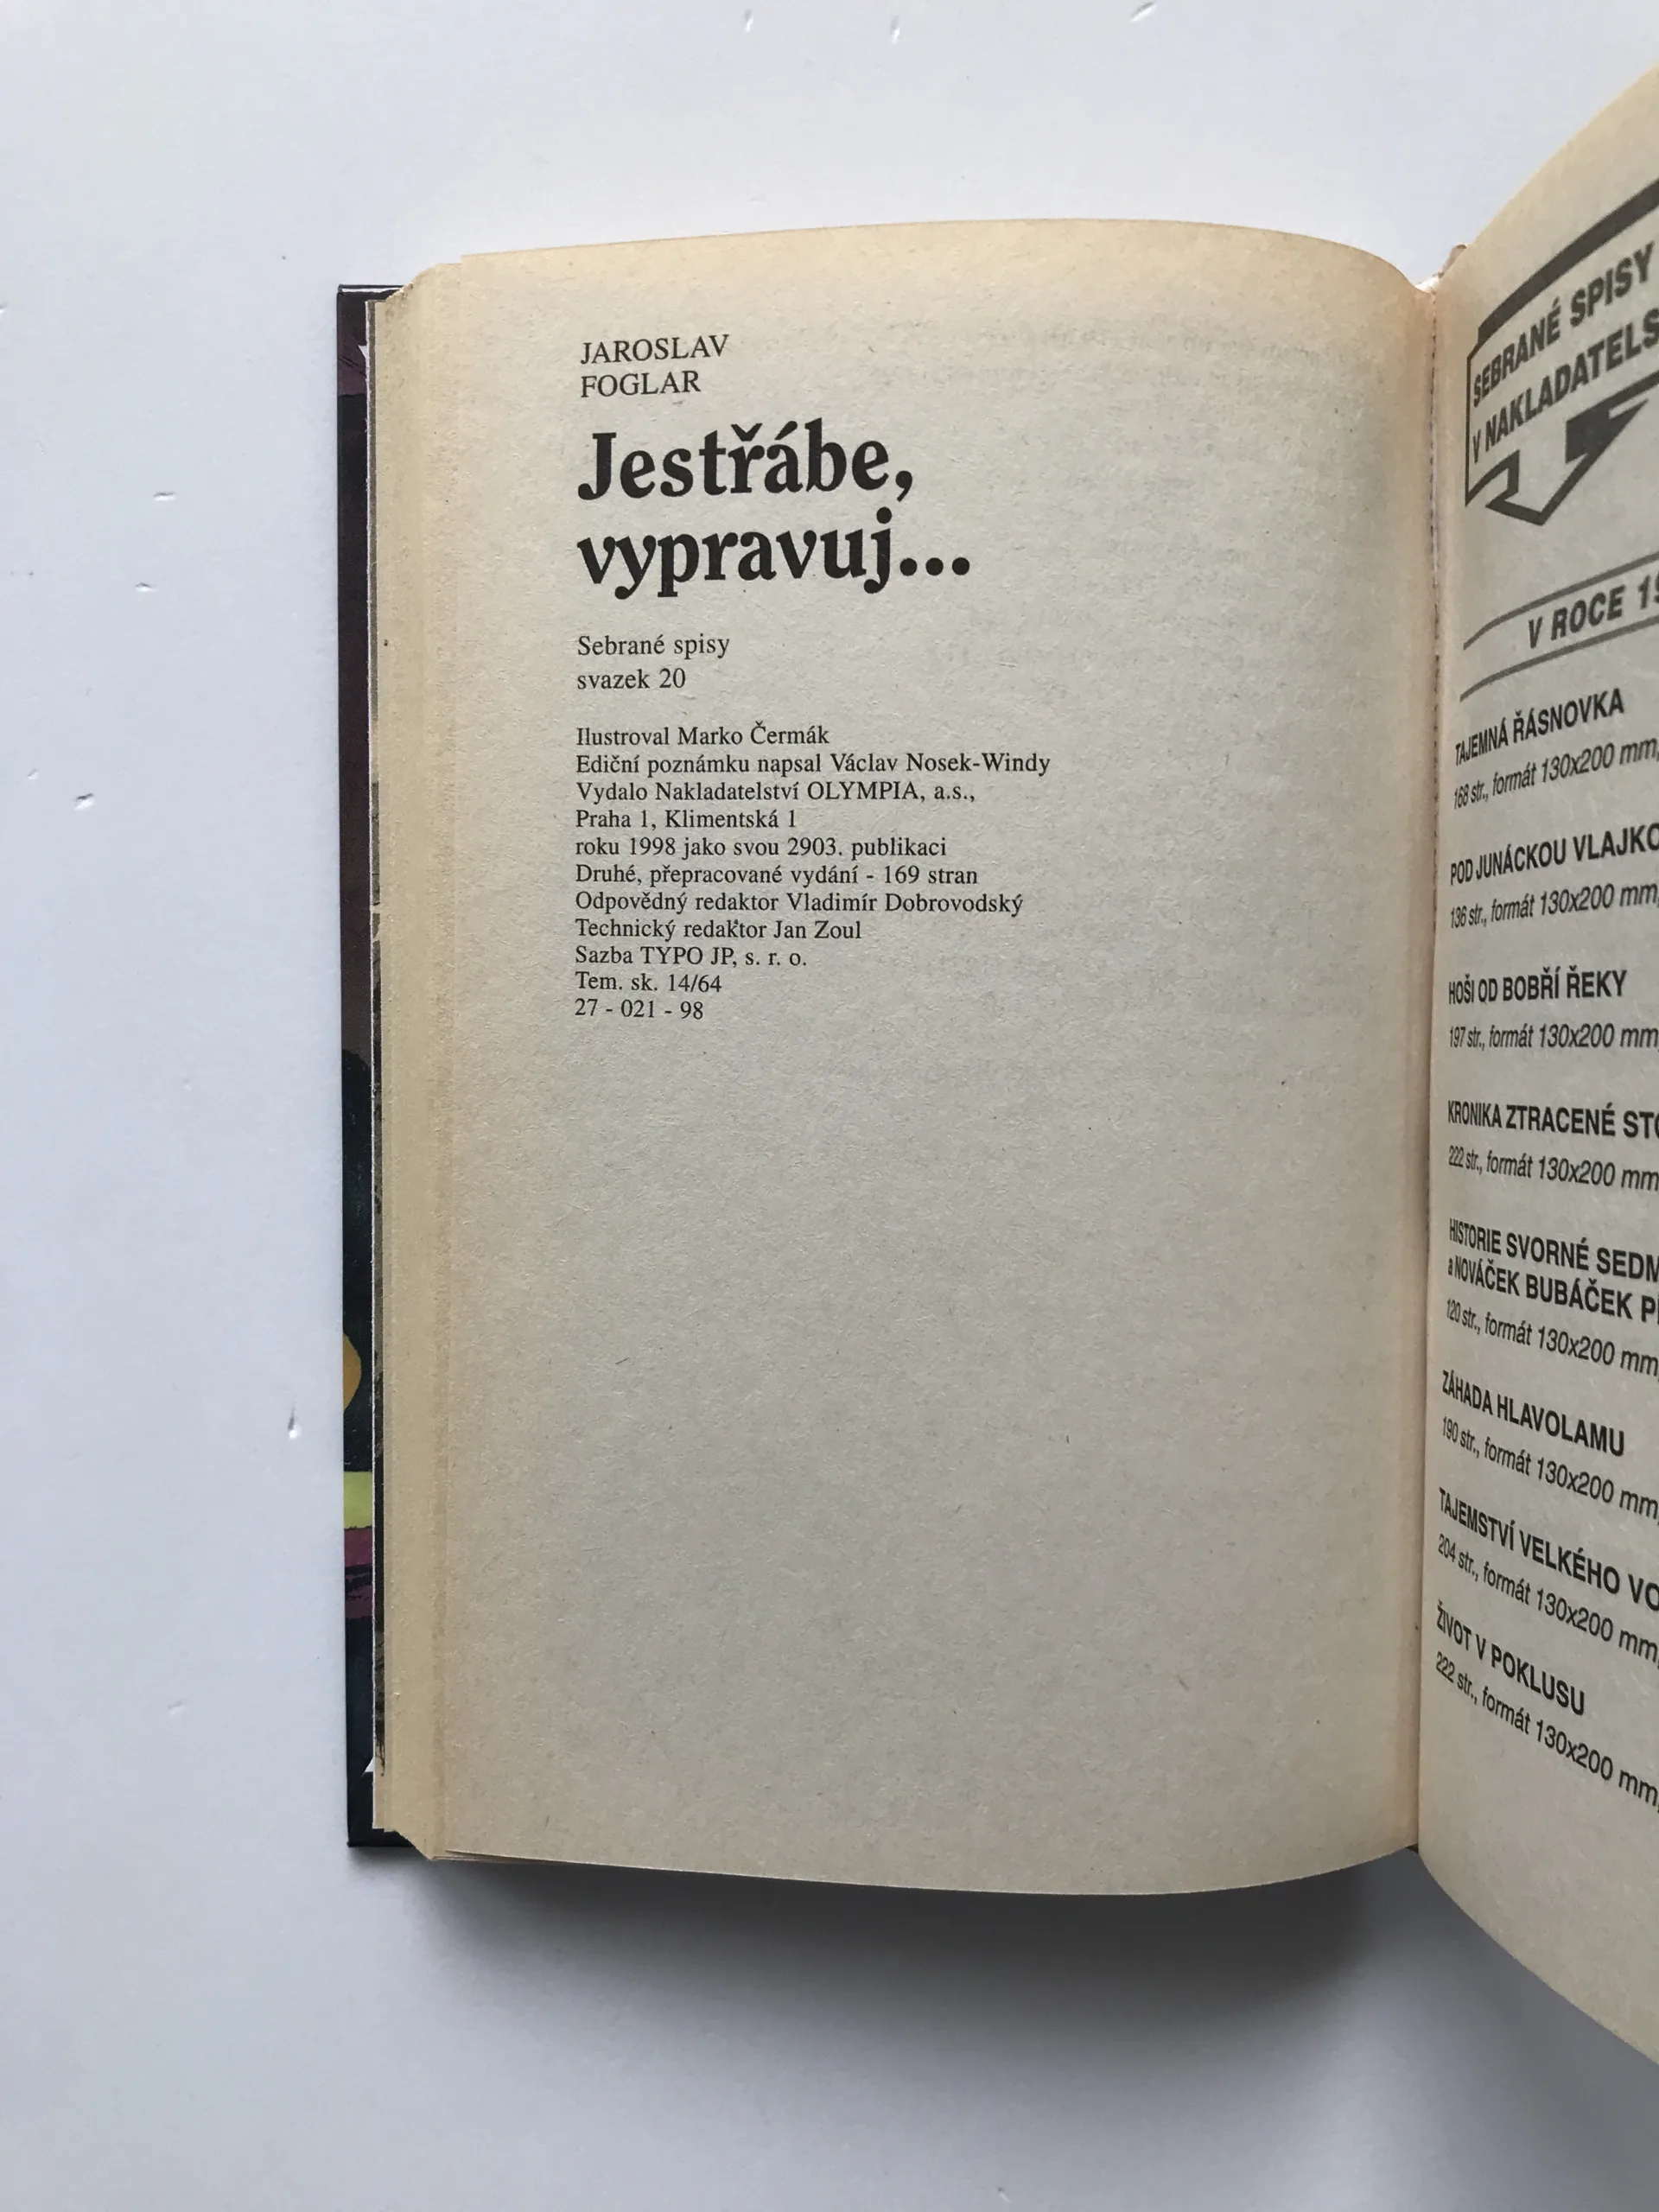 JAROSLAV
FOGLAR
Jestřábe,
vypravuj...
Sebrané spisy
svazek 20
Ilustroval Marko Čermák
Ediční poznámku napsal Václav Nosek-Windy
Vydalo Nakladatelství OLYMPIA, a.s.,
Praha 1, Klimentská 1
roku 1998 jako svou 2903. publikaci
Druhé, přepracované vydání - 169 stran
Odpovědný redaktor Vladimír Dobrovodský
Technický redaktor Jan Zoul
Sazba TYPO JP, s. r. o.
Tem. sk. 14/64
27 - 021 - 98
SEBRANÉ SPISY
V NAKLADATELS
V ROCE 19
TAJEMNÁ ŘÁSNOVKA
168 str., formát 130x200 mm,
POD JUNÁCKOU VLAJKO
136 str., formát 130x200 mm,
HOŠI OD BOBŘÍ ŘEKY
197 str., formát 130x200 mm
KRONIKA ZTRACENÉ STO
222 str., formát 130x200 mm
HISTORIE SVORNÉ SEDM
a NOVÁČEK BUBÁČEK P
120 str., formát 130x200 mm
ZÁHADA HLAVOLAMU
190 str., formát 130x200 mm,
TAJEMSTVÍ VELKÉHO VO
204 str., formát 130x200 mm,
ŽIVOT V POKLUSU
222 str., formát 130x200 mm,